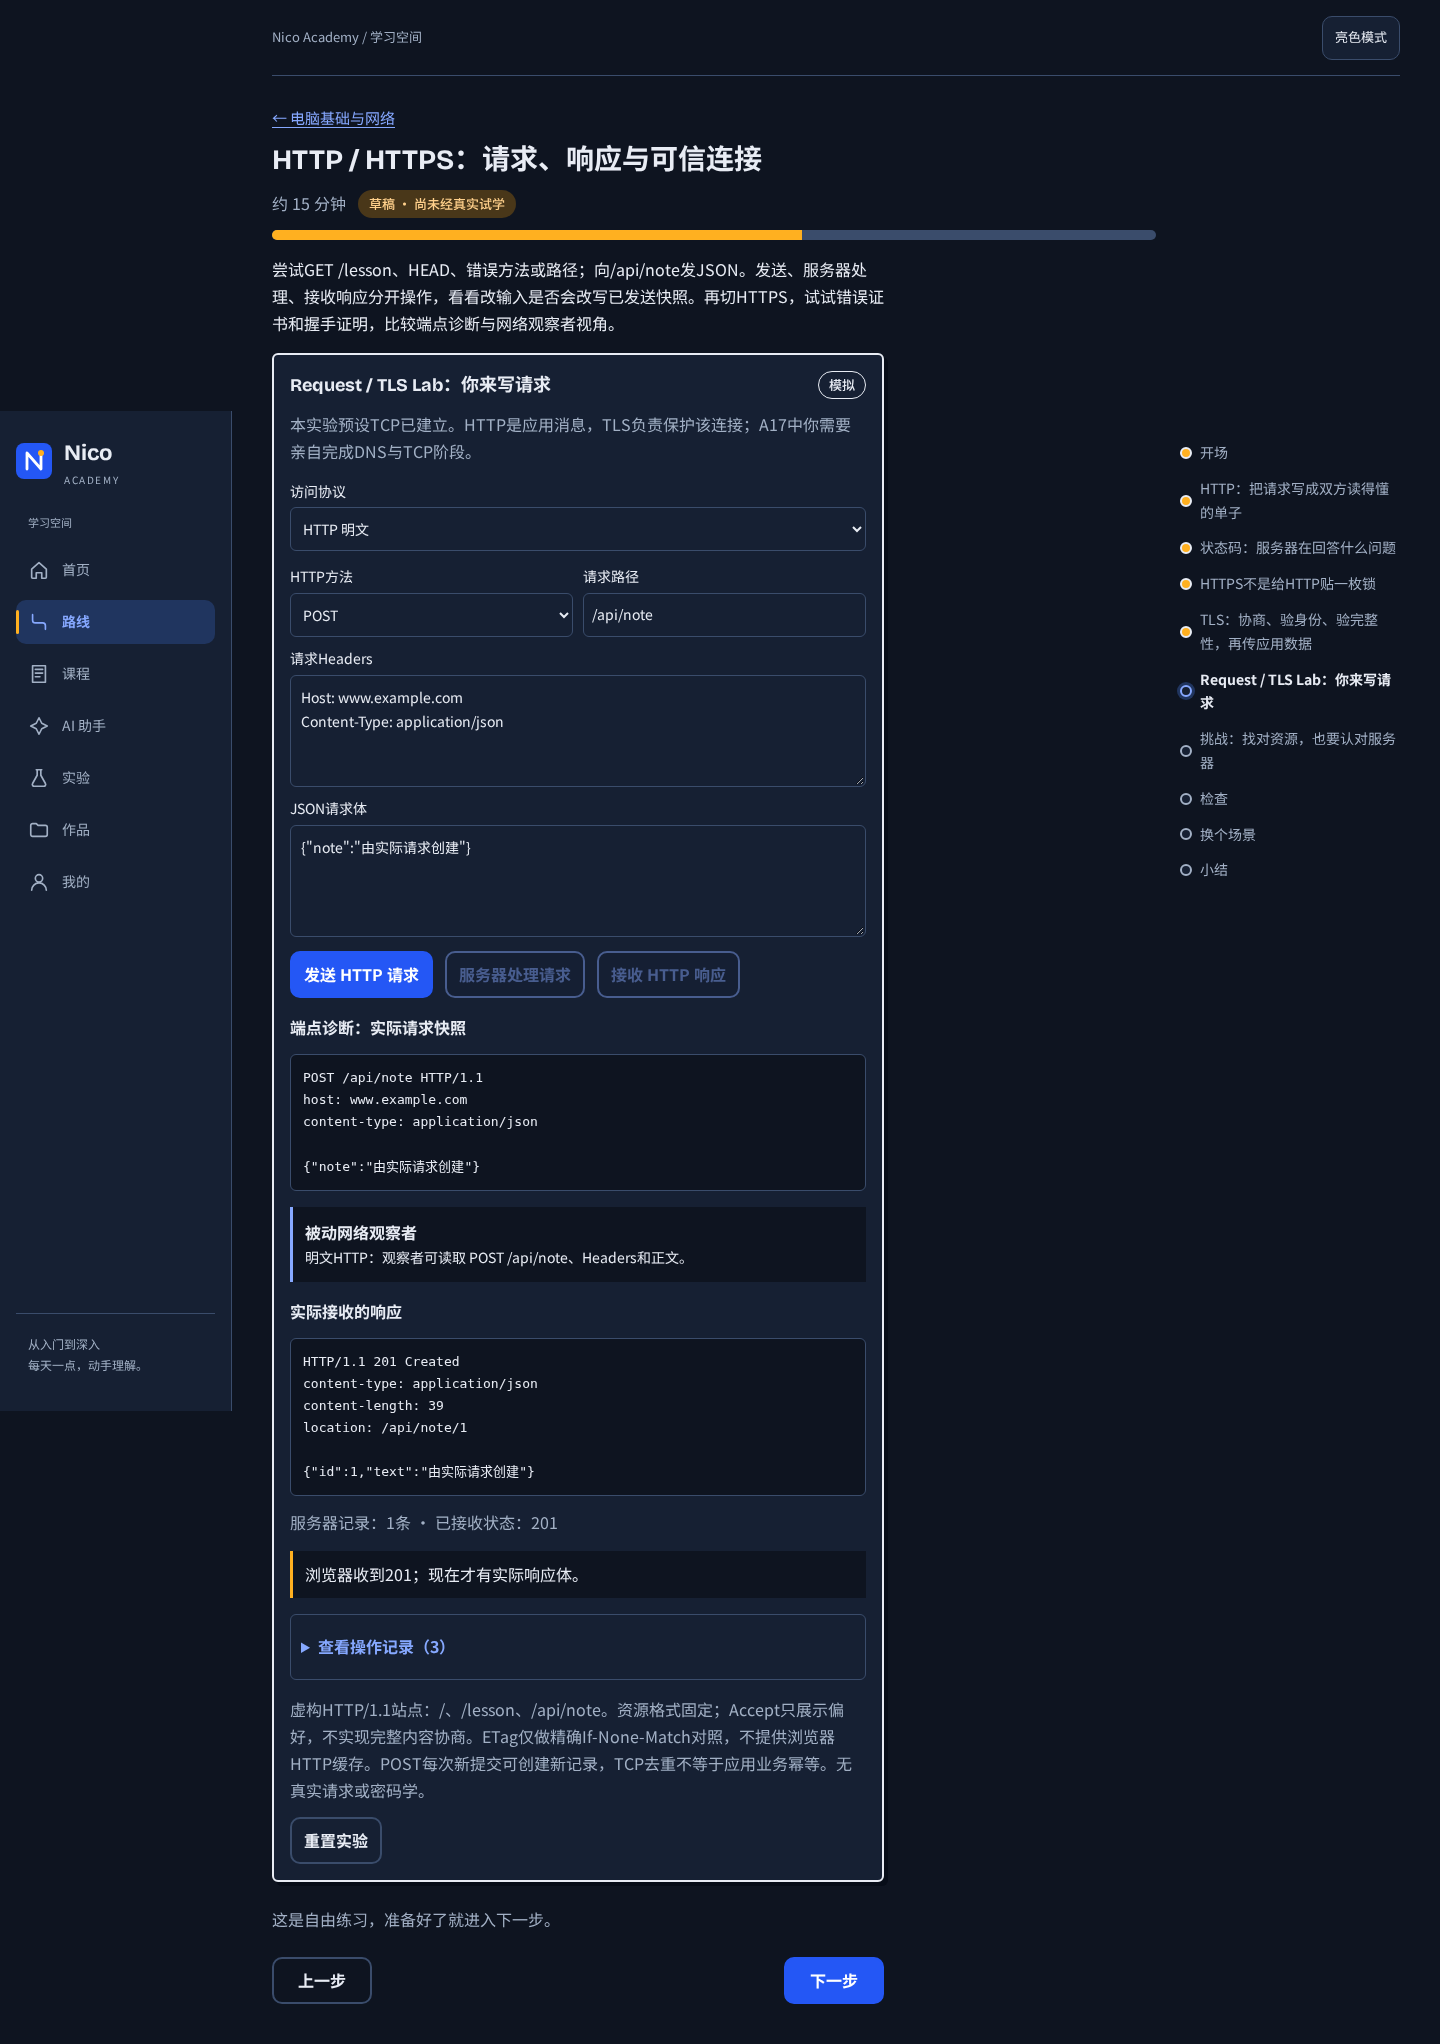 Nico Academy / 学习空间
亮色模式
← 电脑基础与网络
HTTP / HTTPS：请求、响应与可信连接
约 15 分钟
草稿 · 尚未经真实试学
尝试GET /lesson、HEAD、错误方法或路径；向/api/note发JSON。发送、服务器处
理、接收响应分开操作，看看改输入是否会改写已发送快照。再切HTTPS，试试错误证
书和握手证明，比较端点诊断与网络观察者视角。
Nico
ACADEMY
学习空间
首页
路线
课程
AI 助手
实验
作品
我的
从入门到深入
每天一点，动手理解。
Request / TLS Lab：你来写请求
模拟
本实验预设TCP已建立。HTTP是应用消息，TLS负责保护该连接；A17中你需要
亲自完成DNS与TCP阶段。
访问协议
HTTP 明文
HTTP方法
请求路径
POST
/api/note
请求Headers
Host: www.example.com
Content-Type: application/json
JSON请求体
{"note":"由实际请求创建"}
发送 HTTP 请求
服务器处理请求
接收 HTTP 响应
端点诊断：实际请求快照
POST /api/note HTTP/1.1
host: www.example.com
content-type: application/json
{"note":"由实际请求创建"}
被动网络观察者
明文HTTP：观察者可读取 POST /api/note、Headers和正文。
实际接收的响应
HTTP/1.1 201 Created
content-type: application/json
content-length: 39
location: /api/note/1
{"id":1,"text":"由实际请求创建"}
服务器记录：1条 · 已接收状态：201
浏览器收到201；现在才有实际响应体。
查看操作记录（3）
虚构HTTP/1.1站点：/、/lesson、/api/note。资源格式固定；Accept只展示偏
好，不实现完整内容协商。ETag仅做精确If-None-Match对照，不提供浏览器
HTTP缓存。POST每次新提交可创建新记录，TCP去重不等于应用业务幂等。无
真实请求或密码学。
重置实验
这是自由练习，准备好了就进入下一步。
上一步
下一步
开场
HTTP：把请求写成双方读得懂
的单子
状态码：服务器在回答什么问题
HTTPS不是给HTTP贴一枚锁
TLS：协商、验身份、验完整
性，再传应用数据
Request / TLS Lab：你来写请
求
挑战：找对资源，也要认对服务
器
检查
换个场景
小结